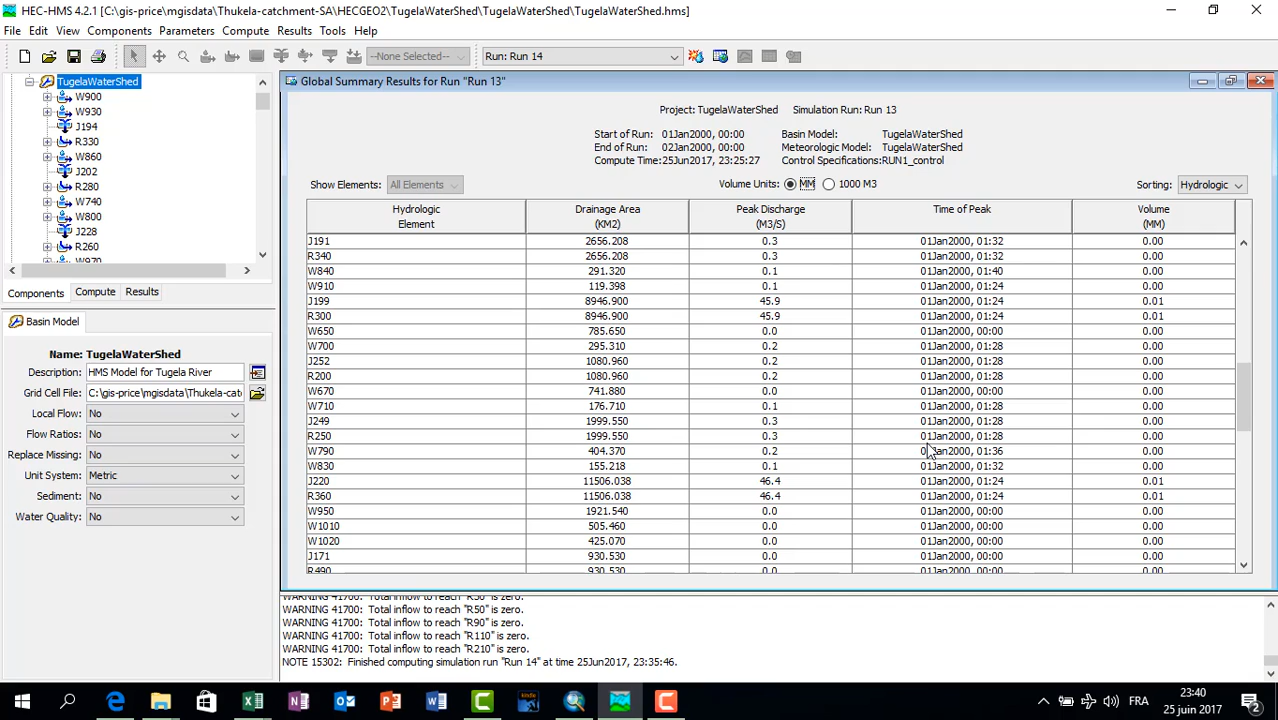 HEC-HMS 4.2.1 [C:\gis-price\mgisdata\Thukela-catchment-SA\HECGEO2\TugelaWaterShed\TugelaWaterShed\TugelaWaterShed.hms]
File Edit View Components Parameters Compute Results Tools Help
--None Selected-- Run: Run 14
TugelaWaterShed
W900
W930
J194
R330
W860
J202
R280
W740
W800
J228
R260
W970
Components Compute Results
Basin Model
Name: TugelaWaterShed
Description: HMS Model for Tugela River
Grid Cell File: C:\gis-price\mgisdata\Thukela-cat
Local Flow: No
Flow Ratios: No
Replace Missing: No
Unit System: Metric
Sediment: No
Water Quality: No
Global Summary Results for Run "Run 13"
Project: TugelaWaterShed Simulation Run: Run 13
Start of Run: 01Jan2000, 00:00 Basin Model: TugelaWaterShed
End of Run: 02Jan2000, 00:00 Meteorologic Model: TugelaWaterShed
Compute Time:25Jun2017, 23:25:27 Control Specifications:RUN1_control
Show Elements: All Elements Volume Units: MM 1000 M3 Sorting: Hydrologic
Hydrologic Drainage Area Peak Discharge Time of Peak Volume
Element (KM2) (M3/S) (MM)
J191 2656.208 0.3 01Jan2000, 01:32 0.00
R340 2656.208 0.3 01Jan2000, 01:32 0.00
W840 291.320 0.1 01Jan2000, 01:40 0.00
W910 119.398 0.1 01Jan2000, 01:24 0.00
J199 8946.900 45.9 01Jan2000, 01:24 0.01
R300 8946.900 45.9 01Jan2000, 01:24 0.01
W650 785.650 0.0 01Jan2000, 00:00 0.00
W700 295.310 0.2 01Jan2000, 01:28 0.00
J252 1080.960 0.2 01Jan2000, 01:28 0.00
R200 1080.960 0.2 01Jan2000, 01:28 0.00
W670 741.880 0.0 01Jan2000, 00:00 0.00
W710 176.710 0.1 01Jan2000, 01:28 0.00
J249 1999.550 0.3 01Jan2000, 01:28 0.00
R250 1999.550 0.3 01Jan2000, 01:28 0.00
W790 404.370 0.2 01Jan2000, 01:36 0.00
W830 155.218 0.1 01Jan2000, 01:32 0.00
J220 11506.038 46.4 01Jan2000, 01:24 0.01
R360 11506.038 46.4 01Jan2000, 01:24 0.01
W950 1921.540 0.0 01Jan2000, 00:00 0.00
W1010 505.460 0.0 01Jan2000, 00:00 0.00
W1020 425.070 0.0 01Jan2000, 00:00 0.00
J171 930.530 0.0 01Jan2000, 00:00 0.00
R490 930.530 0.0 01Jan2000, 00:00 0.00
WARNING 41700: Total inflow to reach "R30" is zero.
WARNING 41700: Total inflow to reach "R50" is zero.
WARNING 41700: Total inflow to reach "R90" is zero.
WARNING 41700: Total inflow to reach "R110" is zero.
WARNING 41700: Total inflow to reach "R210" is zero.
NOTE 15302: Finished computing simulation run "Run 14" at time 25Jun2017, 23:35:46.
FRA
23:40
25 juin 2017
2